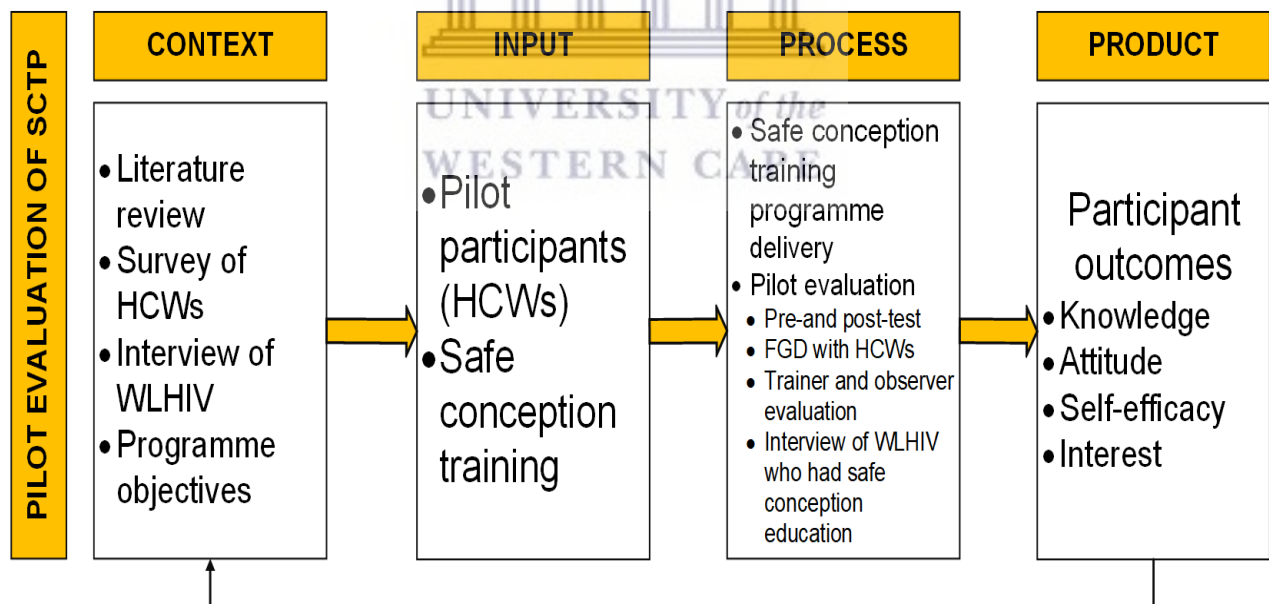 PILOT EVALUATION OF SCTP
CONTEXT
• Literature
review
• Survey of
HCWs
• Interview of
WLHIV
• Programme
objectives
INPUT
• Pilot
participants
(HCWs)
• Safe
conception
training
PROCESS
• Safe conception
training
programme
delivery
• Pilot evaluation
• Pre-and post-test
• FGD with HCWs
• Trainer and observer
evaluation
• Interview of WLHIV
who had safe
conception
education
PRODUCT
Participant
outcomes
• Knowledge
• Attitude
• Self-efficacy
• Interest
UNIVERSITY of the
WESTERN CAPE